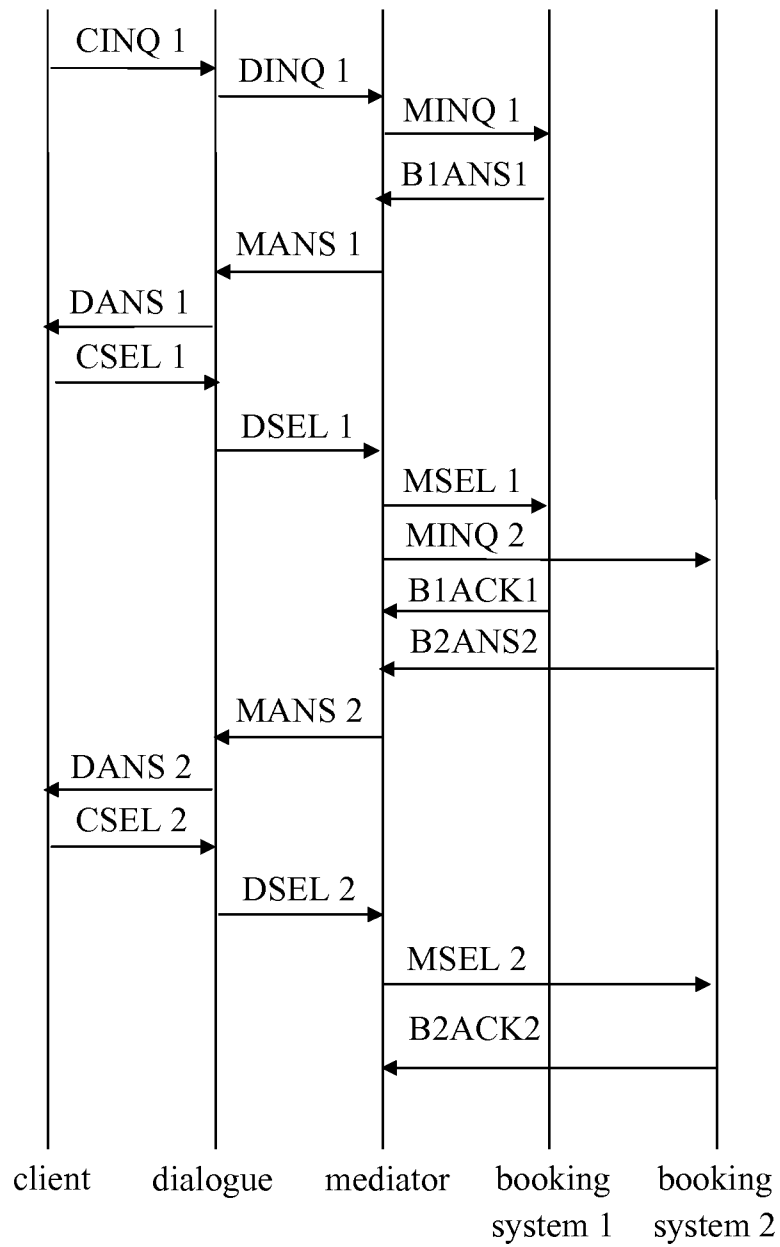 CINQ 1
DINQ 1
MINQ 1
B1ANS1
MANS 1
DANS 1
CSEL 1
DSEL 1
MSEL 1
MINQ 2
B1ACK1
B2ANS2
MANS 2
DANS 2
CSEL 2
DSEL 2
MSEL 2
B2ACK2
client dialogue mediator booking booking
system 1 system 2